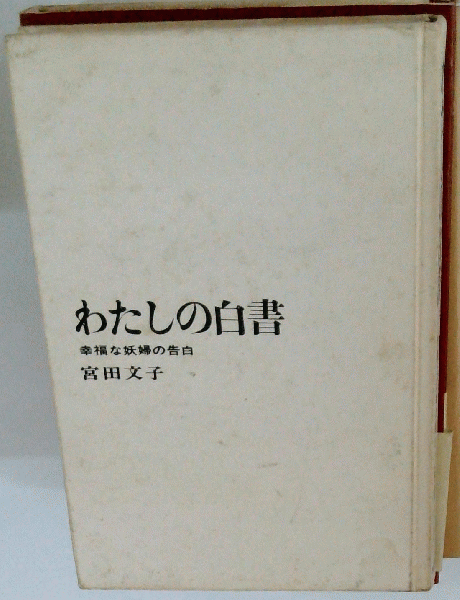 わたしの白書
幸福な妖婦の告白
宮田文子